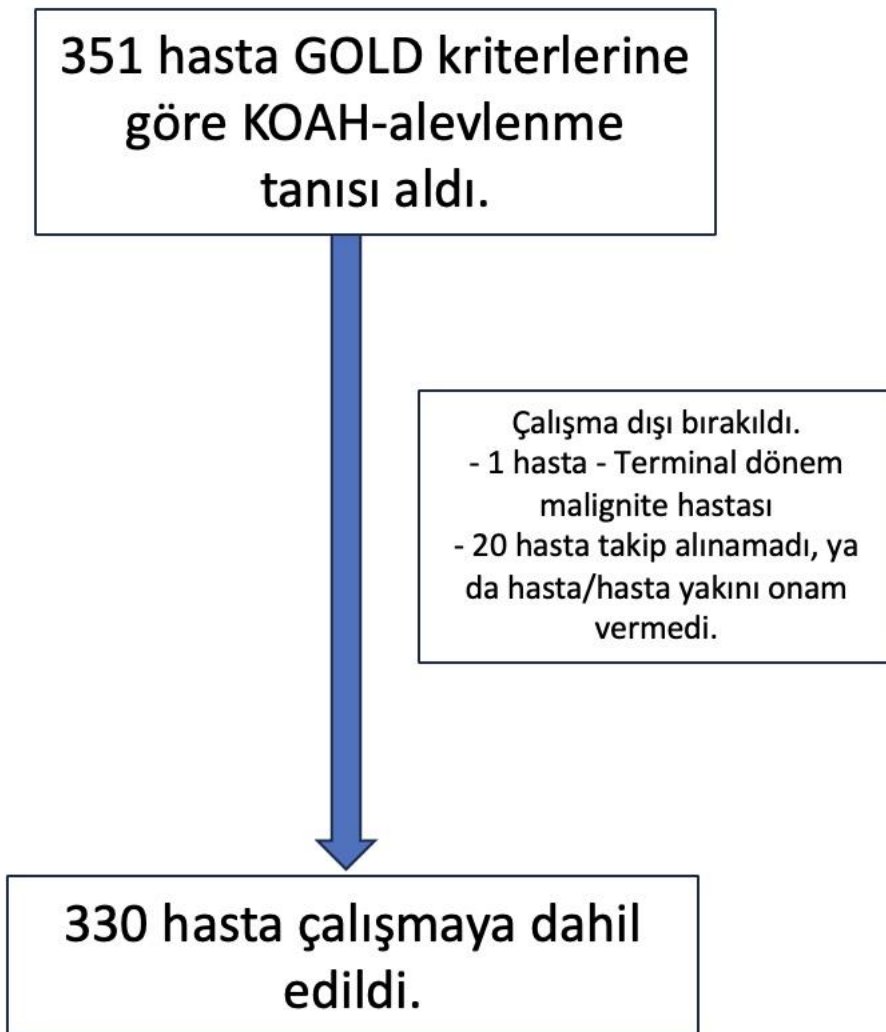 351 hasta GOLD kriterlerine
göre KOAH-alevlenme
tanısı aldı.
Çalışma dışı bırakıldı.
- 1 hasta - Terminal dönem
malignite hastası
- 20 hasta takip alınamadı, ya
da hasta/hasta yakını onam
vermedi.
330 hasta çalışmaya dahil
edildi.